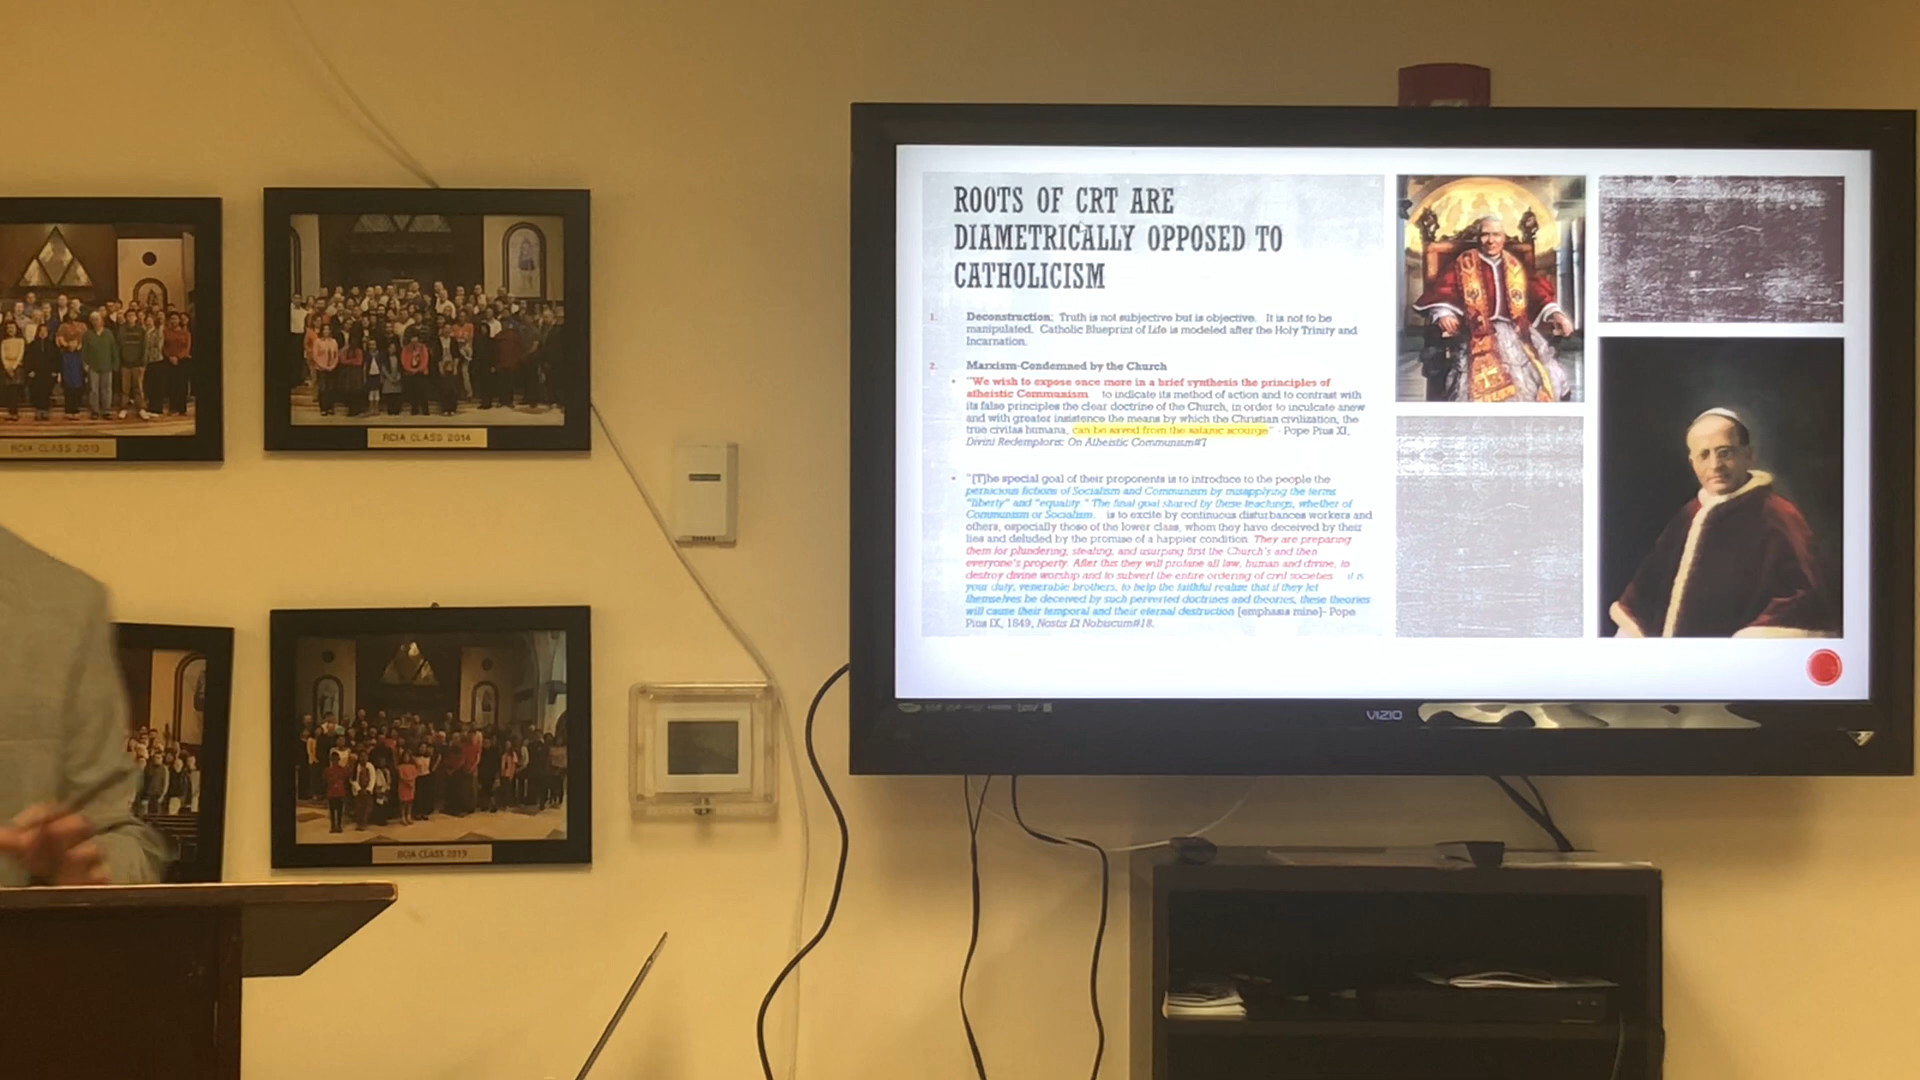 ROOTS OF CRT ARE
DIAMETRICALLY OPPOSED TO
CATHOLICISM
1. Deconstruction: Truth is not subjective but is objective. It is not to be
manipulated. Catholic Blueprint of Life is modeled after the Holy Trinity and
Incarnation.
2. Marxism-Condemned by the Church
• "We wish to expose once more in a brief synthesis the principles of
atheistic Communism to indicate its method of action and to contrast with
its false principles the clear doctrine of the Church, in order to inculcate anew
and with greater insistence the means by which the Christian civilization, the
true civitas humana, can be saved from the satanic scourge" - Pope Pius XI,
Divini Redemptoris: On Atheistic Communism#7
• "[T]he special goal of their proponents is to introduce to the people the
pernicious fictions of Socialism and Communism by misapplying the terms
"liberty" and "equality." The final goal shared by these teachings, whether of
Communism or Socialism, is to excite by continuous disturbances workers and
others, especially those of the lower class, whom they have deceived by their
lies and deluded by the promise of a happier condition. They are preparing
them for plundering, stealing, and usurping first the Church's and then
everyone's property. After this they will profane all law, human and divine, to
destroy divine worship and to subvert the entire ordering of civil societies it is
your duty, venerable brothers, to help the faithful realize that if they let
themselves be deceived by such perverted doctrines and theories, these theories
will cause their temporal and their eternal destruction [emphasis mine]- Pope
Pius IX, 1849, Nostis Et Nobiscum#18.
VIZIO
RCIA CLASS 2013
RCIA CLASS 2014
RCIA CLASS 2019